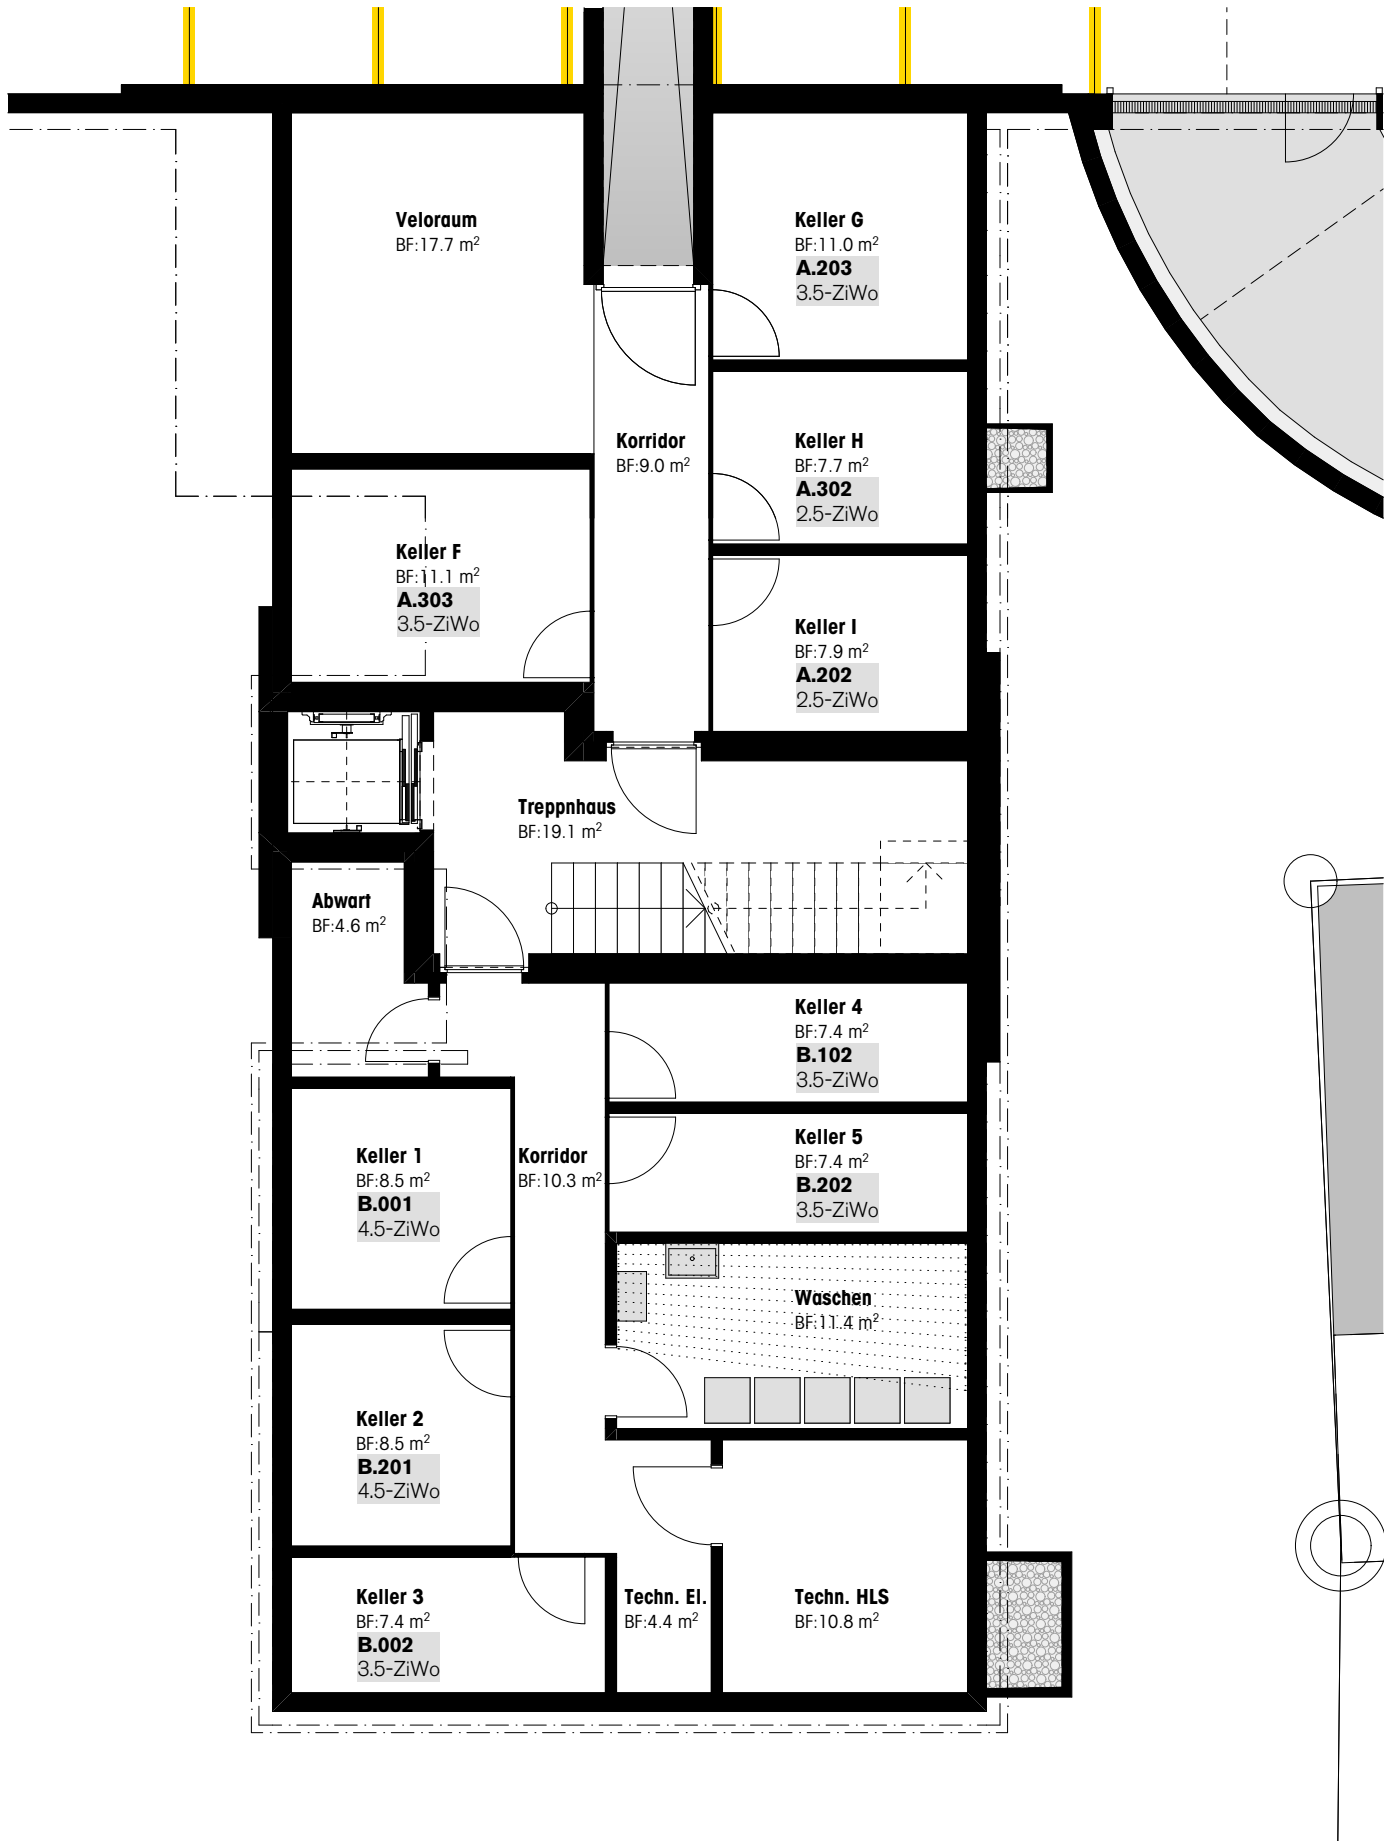 Veloraum
BF:17.7 m²
Keller G
BF:11.0 m²
A.203
3.5-ZiWo
Korridor
BF:9.0 m²
Keller H
BF:7.7 m²
A.302
2.5-ZiWo
Keller F
BF:11.1 m²
A.303
3.5-ZiWo
Keller I
BF:7.9 m²
A.202
2.5-ZiWo
Treppnhaus
BF:19.1 m²
Abwart
BF:4.6 m²
Keller 4
BF:7.4 m²
B.102
3.5-ZiWo
Keller 1
BF:8.5 m²
B.001
4.5-ZiWo
Korridor
BF:10.3 m²
Keller 5
BF:7.4 m²
B.202
3.5-ZiWo
Waschen
BF:11.4 m²
Keller 2
BF:8.5 m²
B.201
4.5-ZiWo
Keller 3
BF:7.4 m²
B.002
3.5-ZiWo
Techn. El.
BF:4.4 m²
Techn. HLS
BF:10.8 m²